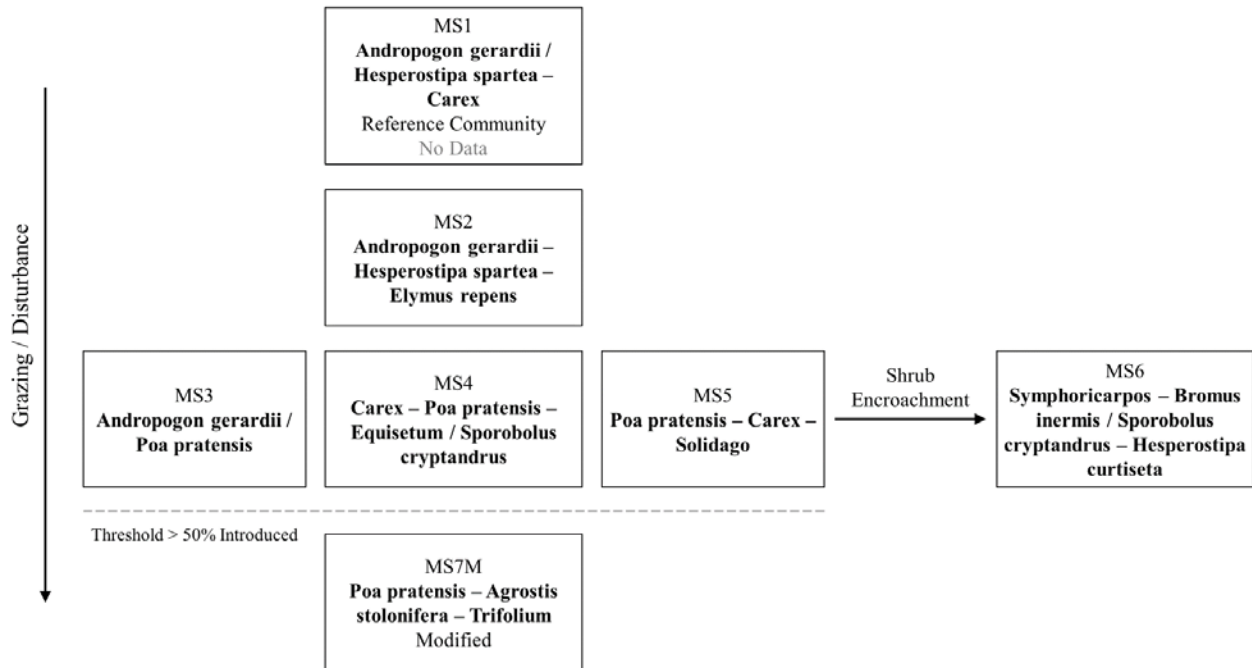 MS1
Andropogon gerardii /
Hesperostipa spartea –
Carex
Reference Community
No Data
Grazing / Disturbance
MS2
Andropogon gerardii –
Hesperostipa spartea –
Elymus repens
MS3
Andropogon gerardii /
Poa pratensis
MS4
Carex – Poa pratensis –
Equisetum / Sporobolus
cryptandrus
MS5
Poa pratensis – Carex –
Solidago
Shrub
Encroachment
MS6
Symphoricarpos – Bromus
inermis / Sporobolus
cryptandrus – Hesperostipa
curtiseta
Threshold > 50% Introduced
MS7M
Poa pratensis – Agrostis
stolonifera – Trifolium
Modified